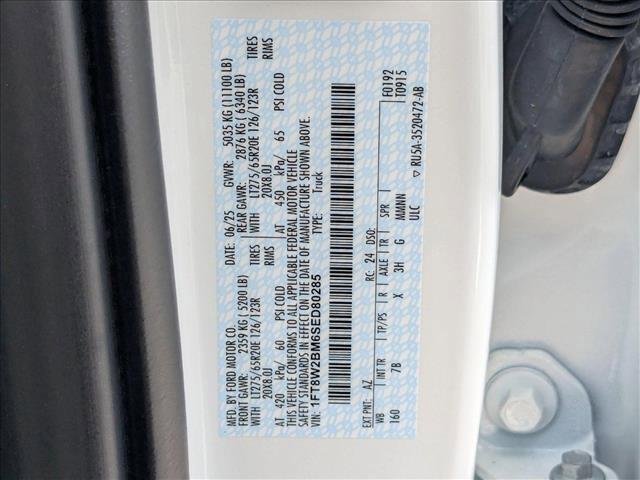 MFD. BY FORD MOTOR CO.
DATE: 06/25 GVWR: 5035 KG (11100 LB)
FRONT GAWR: 2359 KG (5200 LB) REAR GAWR: 2876 KG (6340 LB)
WITH LT275/65R20E 126/123R TIRES WITH LT275/65R20E 126/123R TIRES
20X8.0J RIMS 20X8.0J RIMS
AT 420 kPa/ 60 PSI COLD AT 450 kPa/ 65 PSI COLD
THIS VEHICLE CONFORMS TO ALL APPLICABLE FEDERAL MOTOR VEHICLE
SAFETY STANDARDS IN EFFECT ON THE DATE OF MANUFACTURE SHOWN ABOVE.
VIN: 1FT8W2BM6SED80285 TYPE: Truck
F0192
T0915
EXT PNT: AZ RC: 24 DSO:
WB TP/PS R AXLE TR SPR
INT TR
160 7B X 3H G MMMNN
ULC ▽ RU5A-3520472-AB